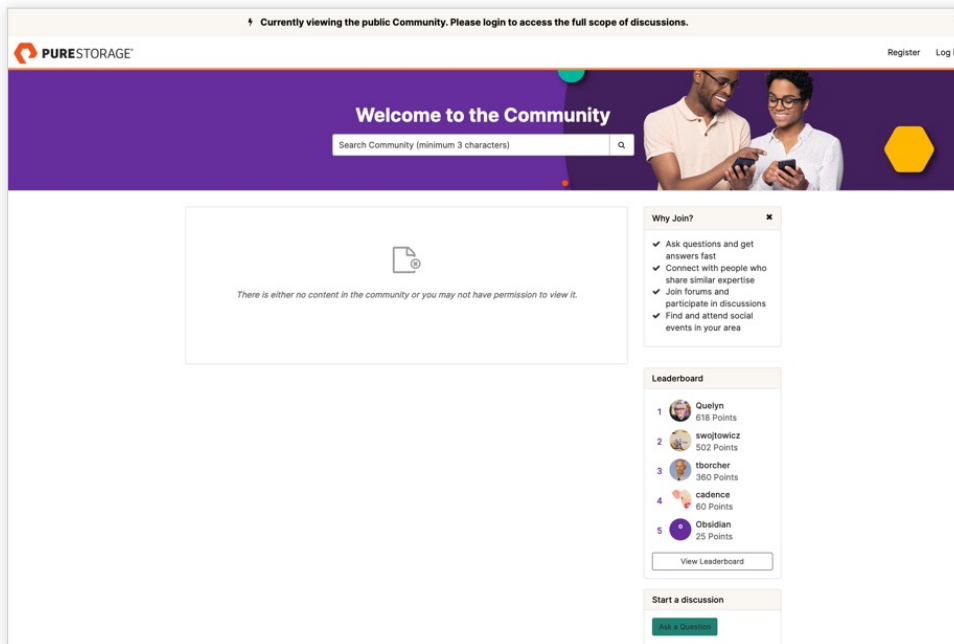 Currently viewing the public Community. Please login to access the full scope of discussions.
PURESTORAGE®
Register
Log i
Welcome to the Community
Search Community (minimum 3 characters)
There is either no content in the community or you may not have permission to view it.
Why Join?
Ask questions and get
answers fast
Connect with people who
share similar expertise
Join forums and
participate in discussions
Find and attend social
events in your area
Leaderboard
1
Quelyn
618 Points
2
swojtowicz
502 Points
3
tborcher
360 Points
4
cadence
60 Points
5
Obsidian
25 Points
View Leaderboard
Start a discussion
Ask a Question